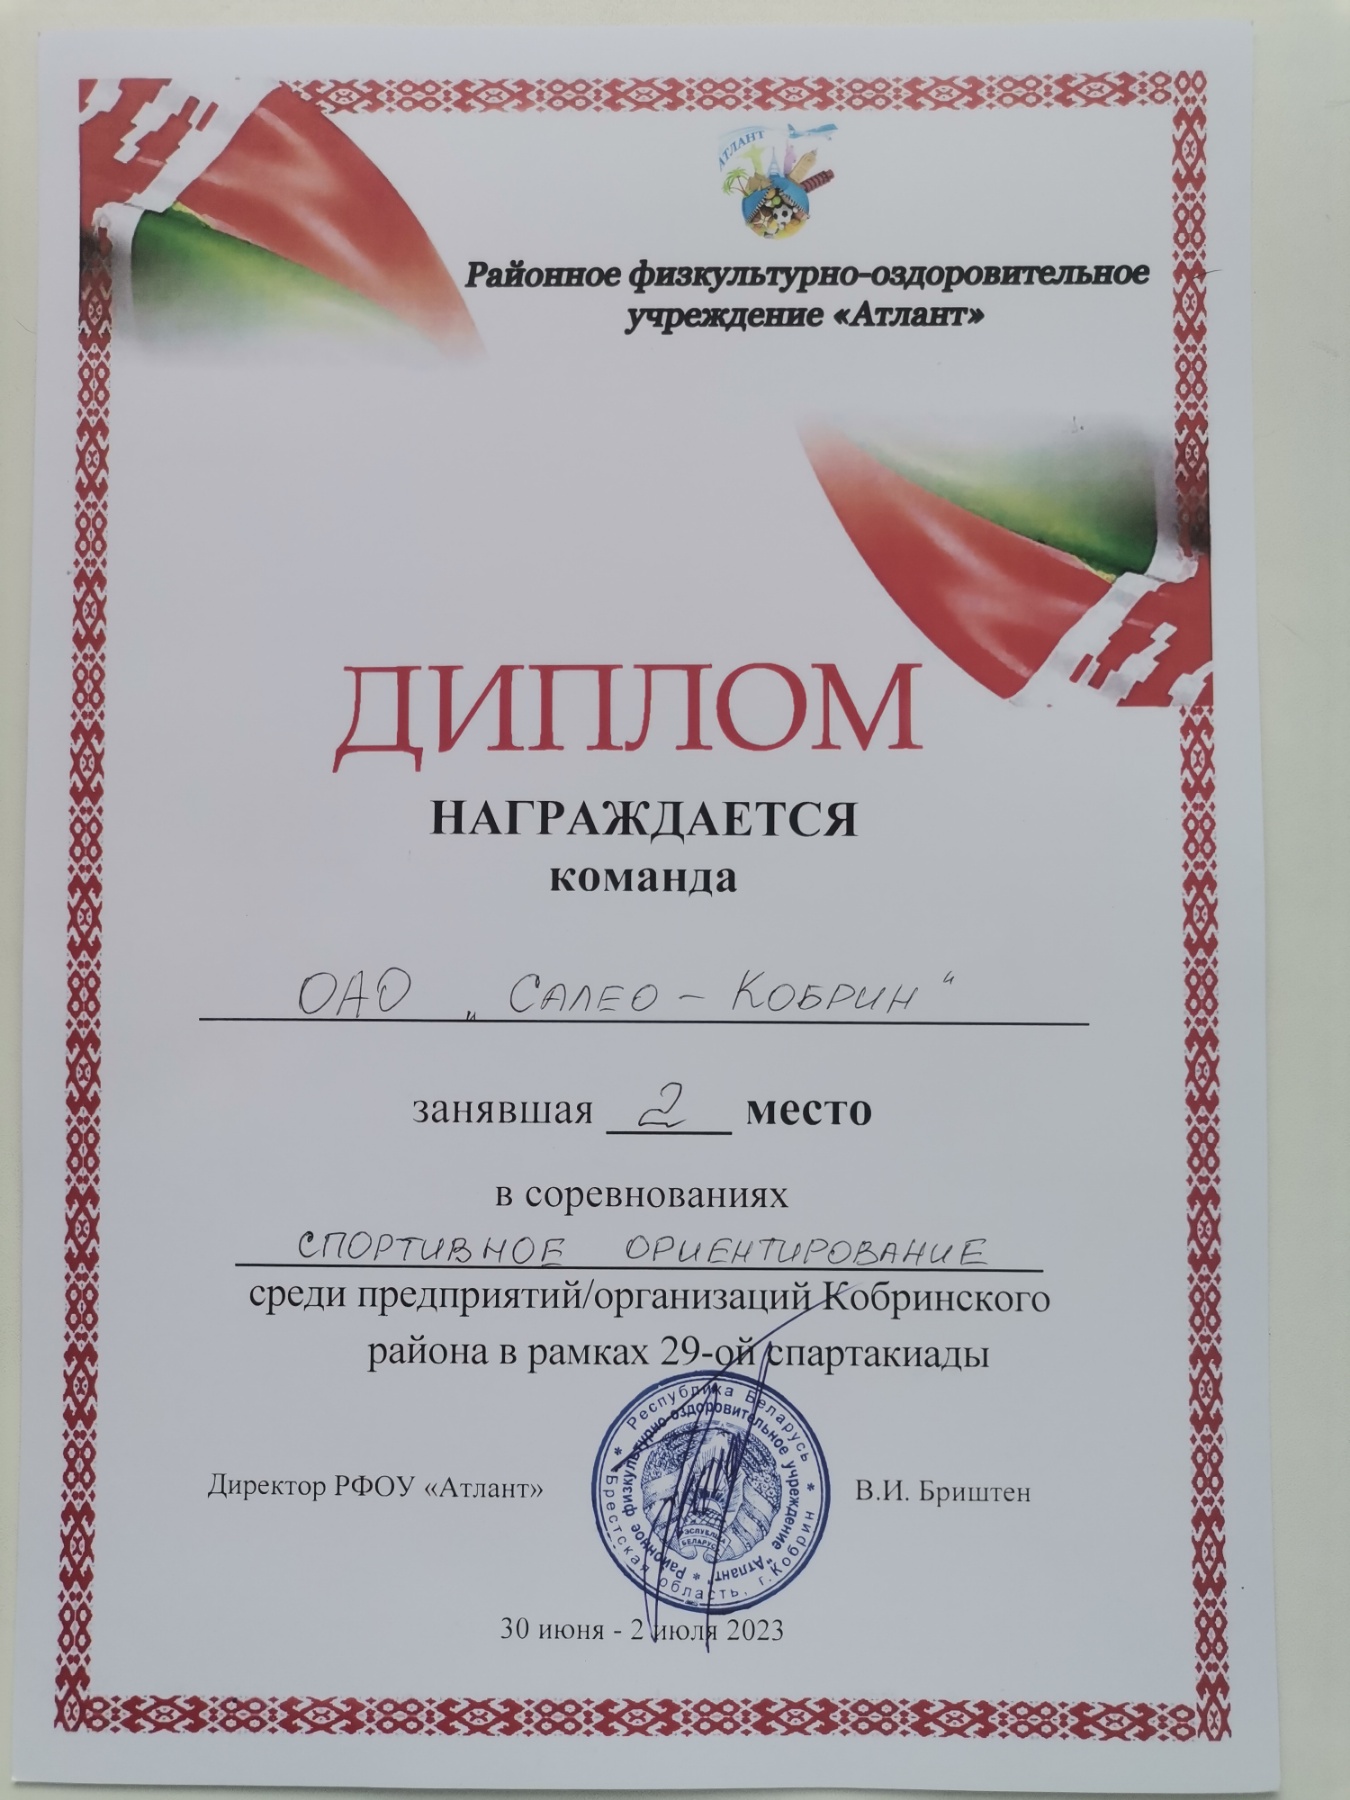 АТЛАНТ
Районное физкультурно-оздоровительное
учреждение «Атлант»
ДИПЛОМ
НАГРАЖДАЕТСЯ
команда
ОАО „Салео - Кобрин“
занявшая 2 место
в соревнованиях
спортивное ориентирование
среди предприятий/организаций Кобринского
района в рамках 29-ой спартакиады
Директор РФОУ «Атлант» В.И. Бриштен
* Республика Беларусь * Брестская область, г.Кобрин
* Районное физкультурно-оздоровительное учреждение "Атлант"
РЭСПУБЛІКА
БЕЛАРУСЬ
30 июня - 2 июля 2023